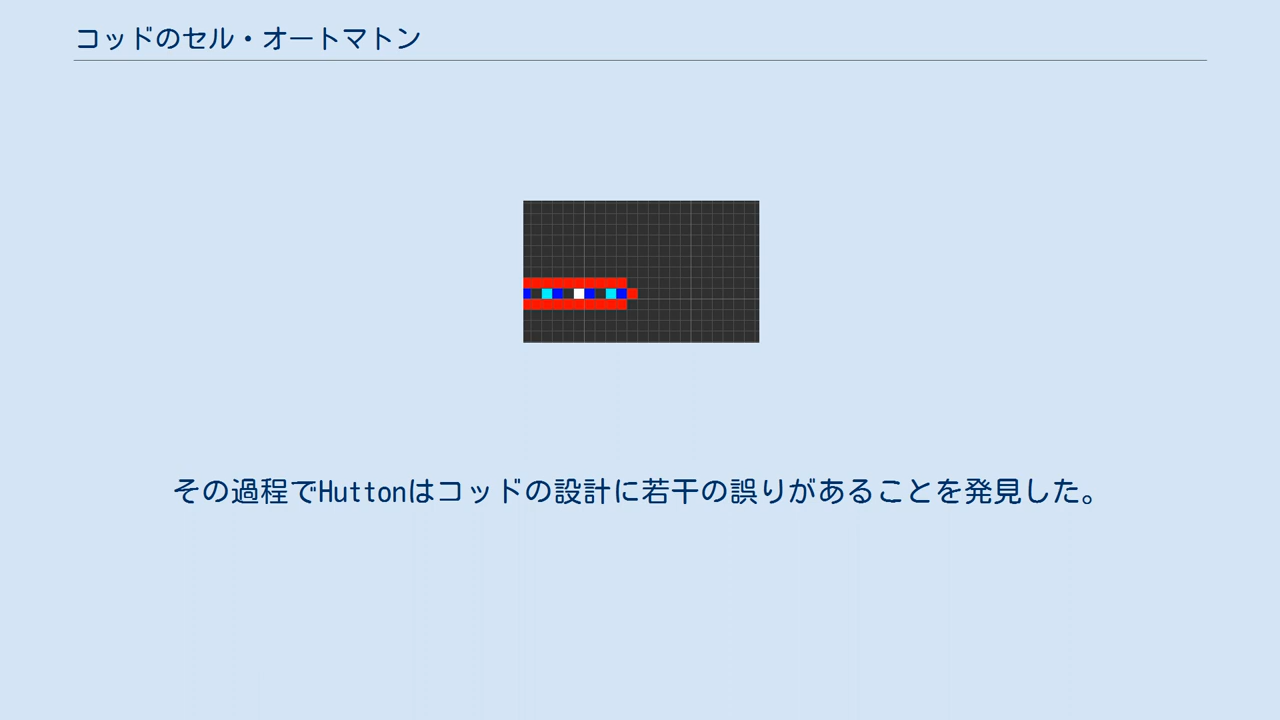 コッドのセル・オートマトン
その過程でHuttonはコッドの設計に若干の誤りがあることを発見した。